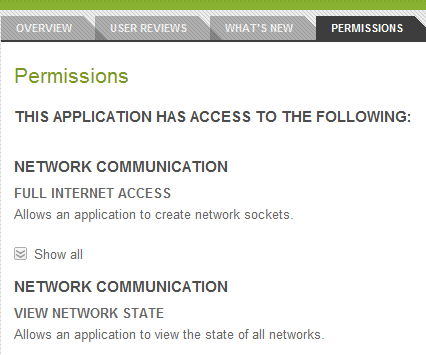 OVERVIEW USER REVIEWS WHAT'S NEW PERMISSIONS
Permissions
THIS APPLICATION HAS ACCESS TO THE FOLLOWING:
NETWORK COMMUNICATION
FULL INTERNET ACCESS
Allows an application to create network sockets.
Show all
NETWORK COMMUNICATION
VIEW NETWORK STATE
Allows an application to view the state of all networks.